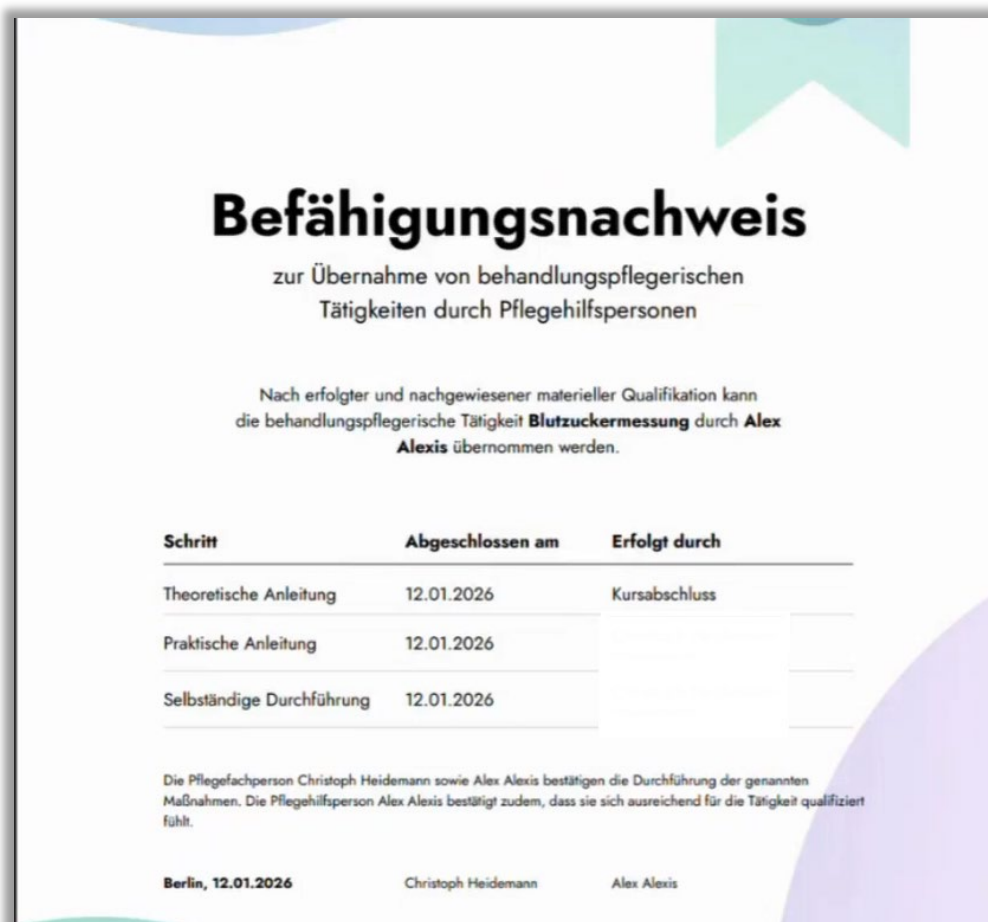 Befähigungsnachweis
zur Übernahme von behandlungspflegerischen
Tätigkeiten durch Pflegehilfspersonen
Nach erfolgter und nachgewiesener materieller Qualifikation kann
die behandlungspflegerische Tätigkeit Blutzuckermessung durch Alex
Alexis übernommen werden.
Schritt Abgeschlossen am Erfolgt durch
Theoretische Anleitung 12.01.2026 Kursabschluss
Praktische Anleitung 12.01.2026
Selbständige Durchführung 12.01.2026
Die Pflegefachperson Christoph Heidemann sowie Alex Alexis bestätigen die Durchführung der genannten
Maßnahmen. Die Pflegehilfsperson Alex Alexis bestätigt zudem, dass sie sich ausreichend für die Tätigkeit qualifiziert
fühlt.
Berlin, 12.01.2026 Christoph Heidemann Alex Alexis